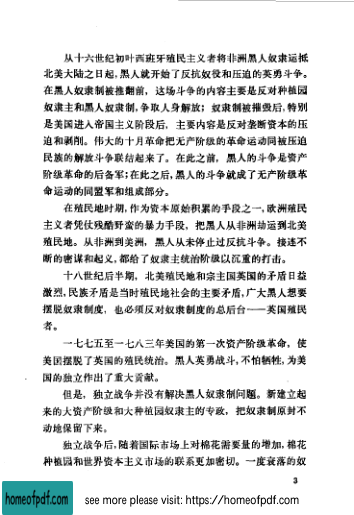 从十六世纪初叶西班牙殖民主义者将非洲黑人奴隶运抵
北美大陆之日起，黑人就开始了反抗奴役和压迫的英勇斗争。
在黑人奴隶制被推翻前，这场斗争的内容主要是反对种植园
奴隶主和黑人奴隶制，争取人身解放；奴隶制被摧毁后，特别
是美国进入帝国主义阶段后，主要内容是反对垄断资本的压
迫和剥削。伟大的十月革命把无产阶级的革命运动同被压迫
民族的解放斗争联结起来了。在此之前，黑人的斗争是资产
阶级革命的后备军；在此之后，黑人的斗争就成了无产阶级革
命运动的同盟军和组成部分。
在殖民地时期，作为资本原始积累的手段之一，欧洲殖民
主义者凭仗残酷野蛮的暴力手段，把黑人从非洲劫运到北美
殖民地。从非洲到美洲，黑人从未停止过反抗斗争。接连不
断的密谋和起义，都给了奴隶主统治阶级以沉重的打击。
十八世纪后半期，北美殖民地和宗主国英国的矛盾日益
激烈，民族矛盾是当时殖民地社会的主要矛盾，广大黑人想要
摆脱奴隶制度，也必须反对奴隶制度的总后台——英国殖民
者。
一七七五至一七八三年美国的第一次资产阶级革命，使
美国摆脱了英国的殖民统治。黑人英勇战斗，不怕牺牲，为美
国的独立作出了重大贡献。
但是，独立战争并没有解决黑人奴隶制问题。新建立起
来的大资产阶级和大种植园奴隶主的专政，把奴隶制原封不
动地保留下来。
独立战争后，随着国际市场上对棉花需要量的增加，棉花
种植园和世界资本主义市场的联系更加密切。一度衰落的奴
3
homeofpdf.com
see more please visit: https://homeofpdf.com